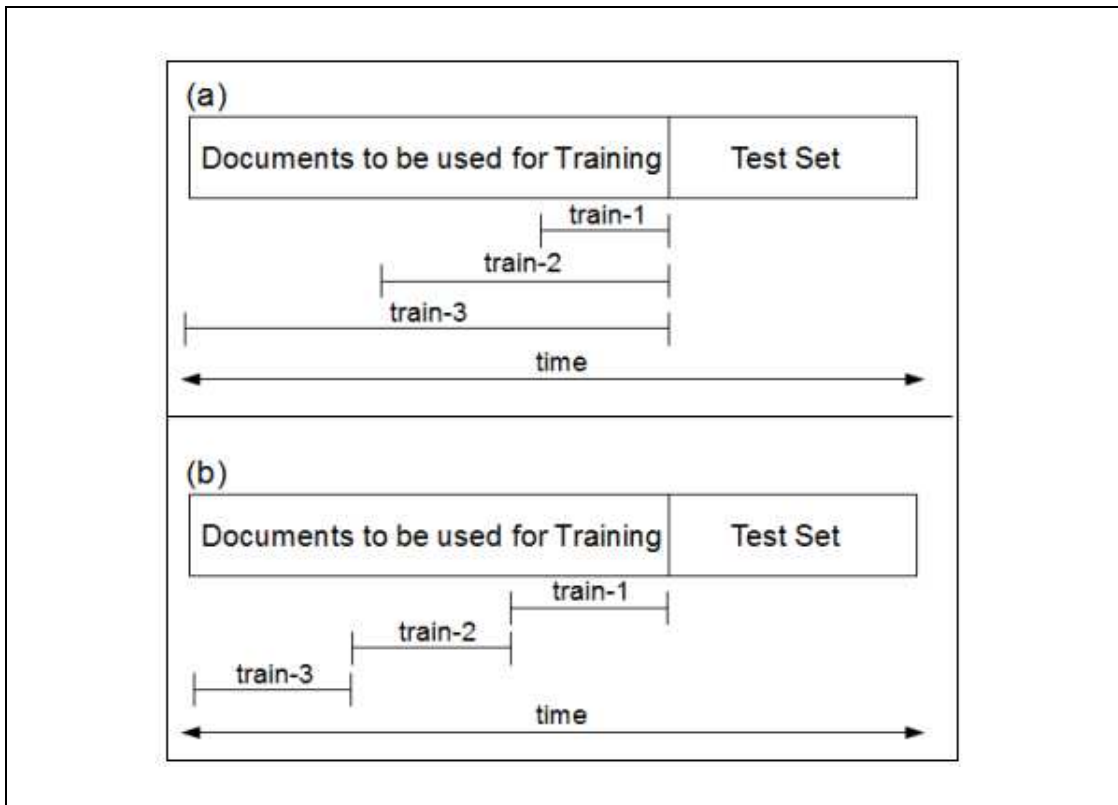 (a)
Documents to be used for Training Test Set
train-1
train-2
train-3
time
(b)
Documents to be used for Training Test Set
train-1
train-2
train-3
time